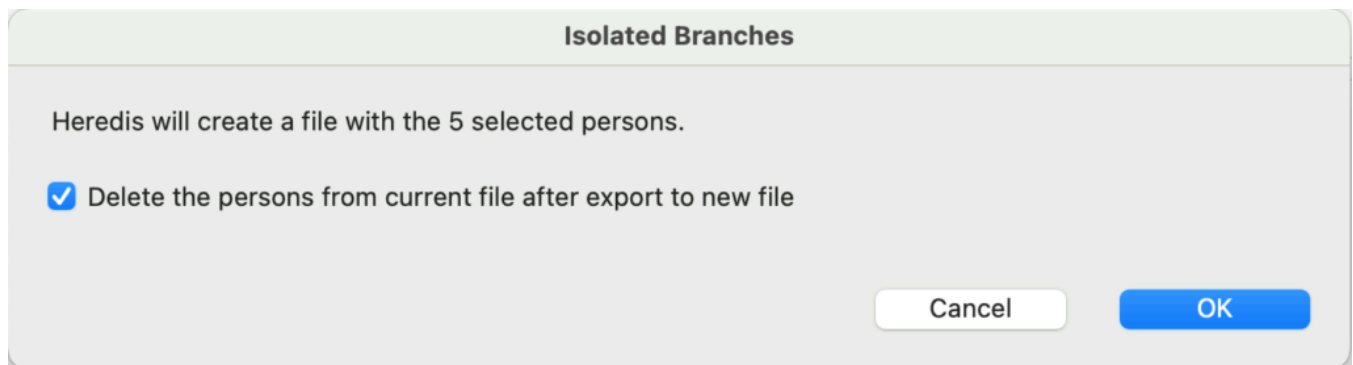 Isolated Branches
Heredis will create a file with the 5 selected persons.
Delete the persons from current file after export to new file
Cancel
OK